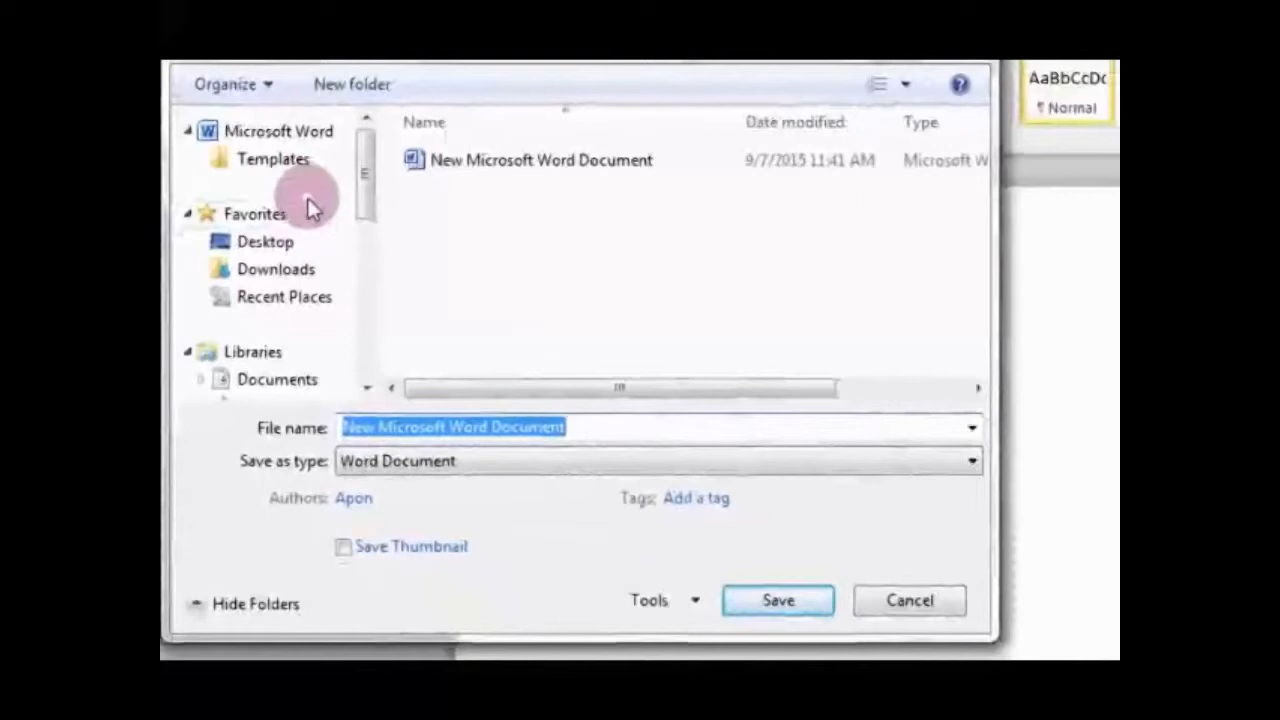 Organize New folder
AaBbCcDc
¶ Normal
Microsoft Word
Templates
Favorites
Desktop
Downloads
Recent Places
Libraries
Documents
Name Date modified Type
New Microsoft Word Document 9/7/2015 11:41 AM Microsoft W
File name: New Microsoft Word Document
Save as type: Word Document
Authors: Apon Tags: Add a tag
Save Thumbnail
Hide Folders Tools Save Cancel